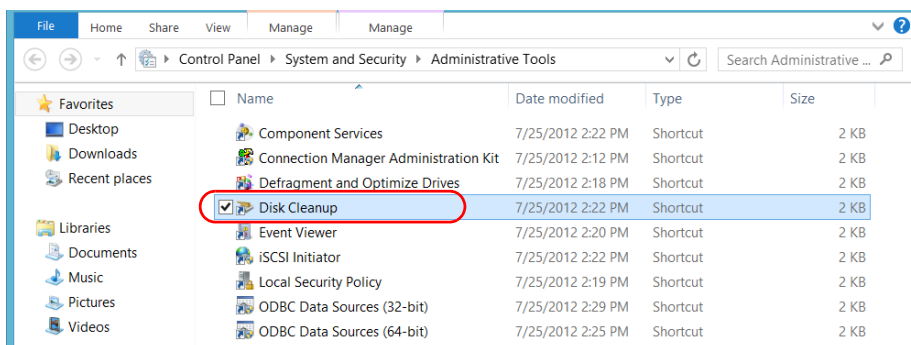 File Home Share View Manage Manage
Control Panel System and Security Administrative Tools Search Administrative ...
Favorites
Desktop
Downloads
Recent places
Libraries
Documents
Music
Pictures
Videos
Name Date modified Type Size
Component Services 7/25/2012 2:22 PM Shortcut 2 KB
Connection Manager Administration Kit 7/25/2012 2:12 PM Shortcut 2 KB
Defragment and Optimize Drives 7/25/2012 2:18 PM Shortcut 2 KB
Disk Cleanup 7/25/2012 2:22 PM Shortcut 2 KB
Event Viewer 7/25/2012 2:20 PM Shortcut 2 KB
iSCSI Initiator 7/25/2012 2:22 PM Shortcut 2 KB
Local Security Policy 7/25/2012 2:19 PM Shortcut 2 KB
ODBC Data Sources (32-bit) 7/25/2012 2:29 PM Shortcut 2 KB
ODBC Data Sources (64-bit) 7/25/2012 2:25 PM Shortcut 2 KB